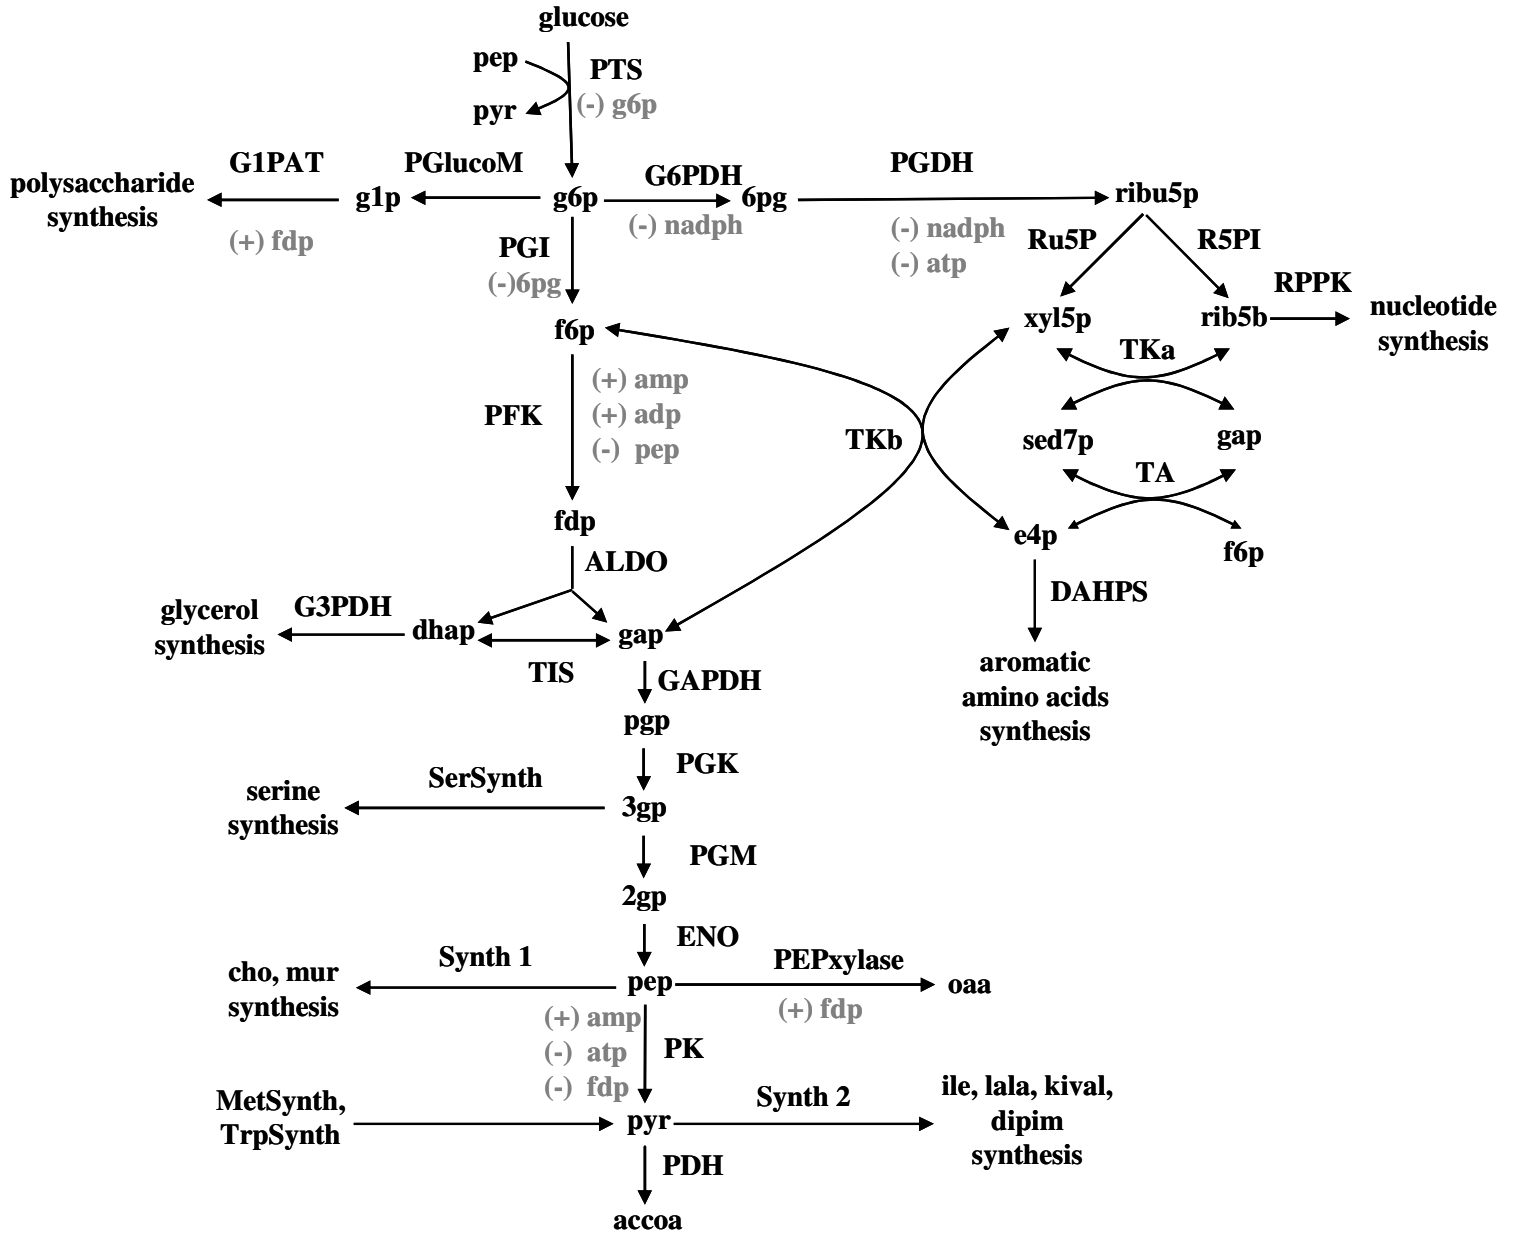 glucose
pep
PTS
pyr
(-) g6p
G1PAT
PGlucoM
G6PDH
PGDH
polysaccharide
synthesis
g1p
g6p
6pg
ribu5p
(+) fdp
(-) nadph
(-) nadph
(-) atp
PGI
(-)6pg
Ru5P
R5PI
RPPK
f6p
xyl5p
rib5b
nucleotide
synthesis
TKa
(+) amp
(+) adp
(-) pep
PFK
TKb
sed7p
gap
TA
fdp
e4p
f6p
ALDO
DAHPS
glycerol
synthesis
G3PDH
dhap
gap
TIS
aromatic
amino acids
synthesis
GAPDH
pgp
PGK
SerSynth
serine
synthesis
3gp
PGM
2gp
ENO
Synth 1
PEPxylase
cho, mur
synthesis
pep
oaa
(+) fdp
(+) amp
(-) atp
(-) fdp
PK
MetSynth,
TrpSynth
pyr
Synth 2
ile, lala, kival,
dipim
synthesis
PDH
accoa